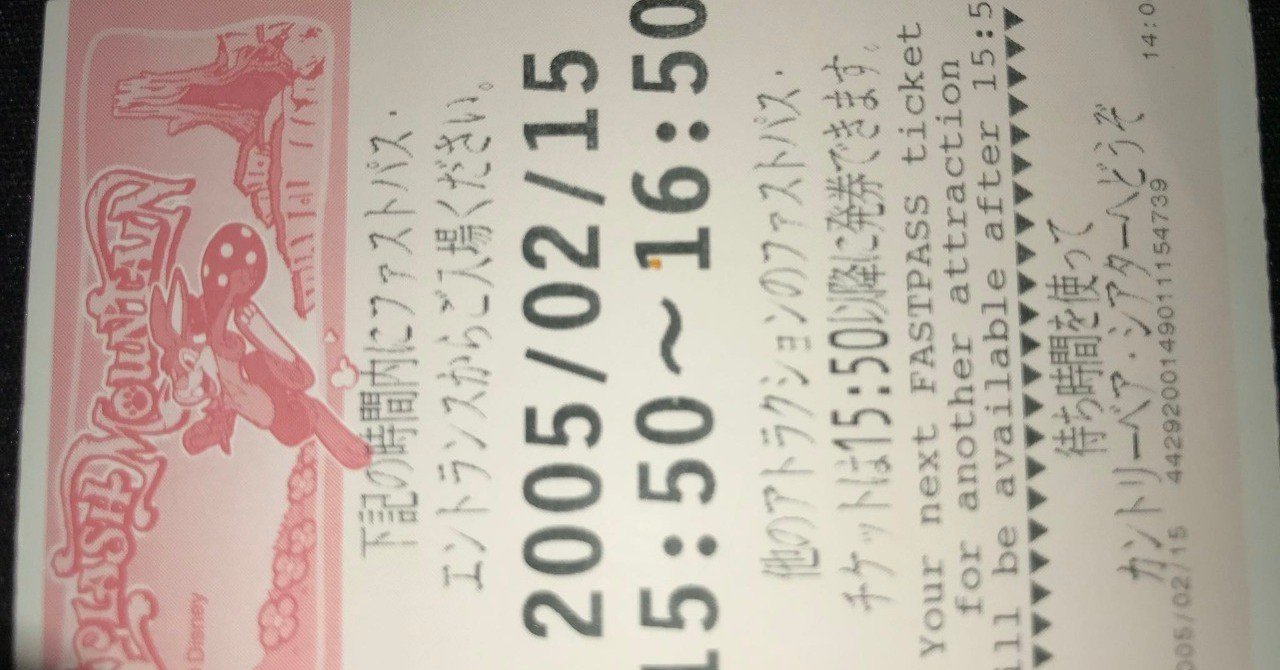 SPLASH MOUNTAIN
Disney
下記の時間内にファストパス・
エントランスからご入場ください。
2005/02/15
15:50～16:50
他のアトラクションのファストパス・
チケットは15:50以降に発券できます。
Your next FASTPASS ticket
for another attraction
ill be available after 15:5
▼▼▼▼▼▼▼▼▼▼▼▼▼▼▼▼▼▼▼▼▼▼▼▼
待ち時間を使って
カントリーベア・シアターへどうぞ
005/02/15 4429200149011154739 14:0